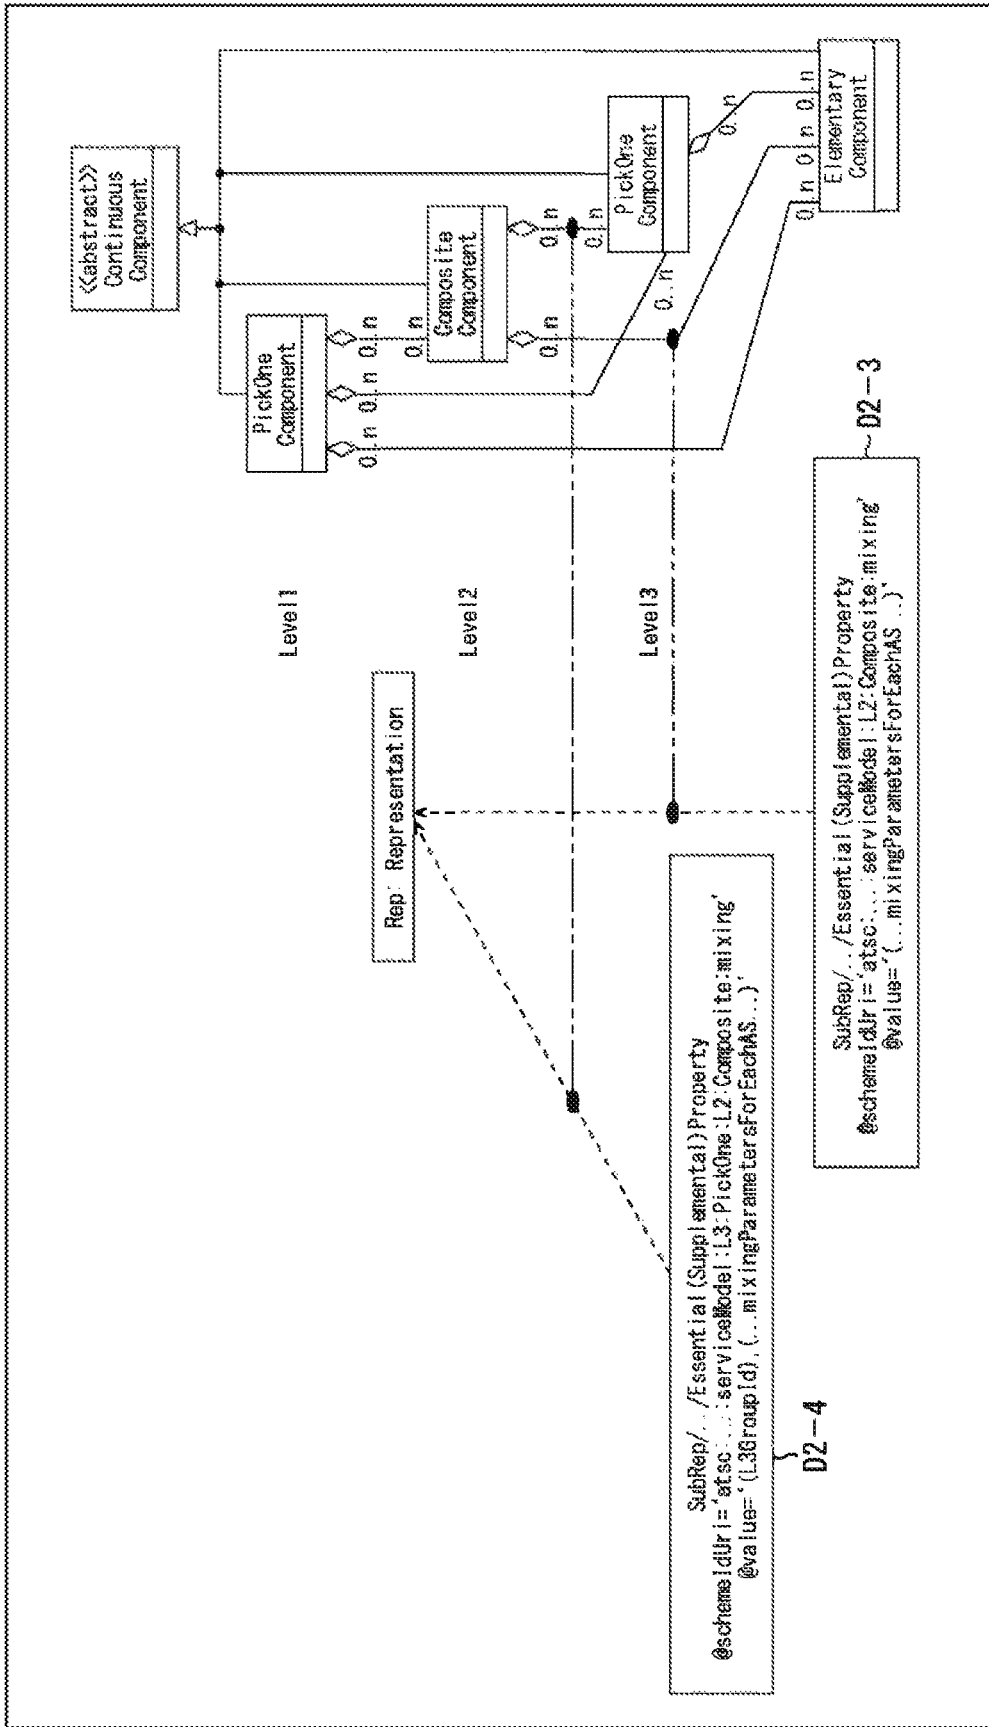 <<abstract>>
Continuous
Component
PickOne
Component
0..n
0..n
0..n
Level1
Composite
Component
0..n
0..n
0..n
Level2
PickOne
Component
0..n
0..n
0..n
Level3
Elementary
Component
0..n
0..n
0..n
Rep: Representation
SubRep/../Essential(Supplemental)Property
@schemeIdUri='atsc:...:serviceModel:L3:PickOne:L2:Composite:mixing'
@value='(L3GroupId),(..mixingParametersForEachAS...)'
D2-4
SubRep/../Essential(Supplemental)Property
@schemeIdUri='atsc:...:serviceModel:L2:Composite:mixing'
@value='(..mixingParametersForEachAS...)'
D2-3